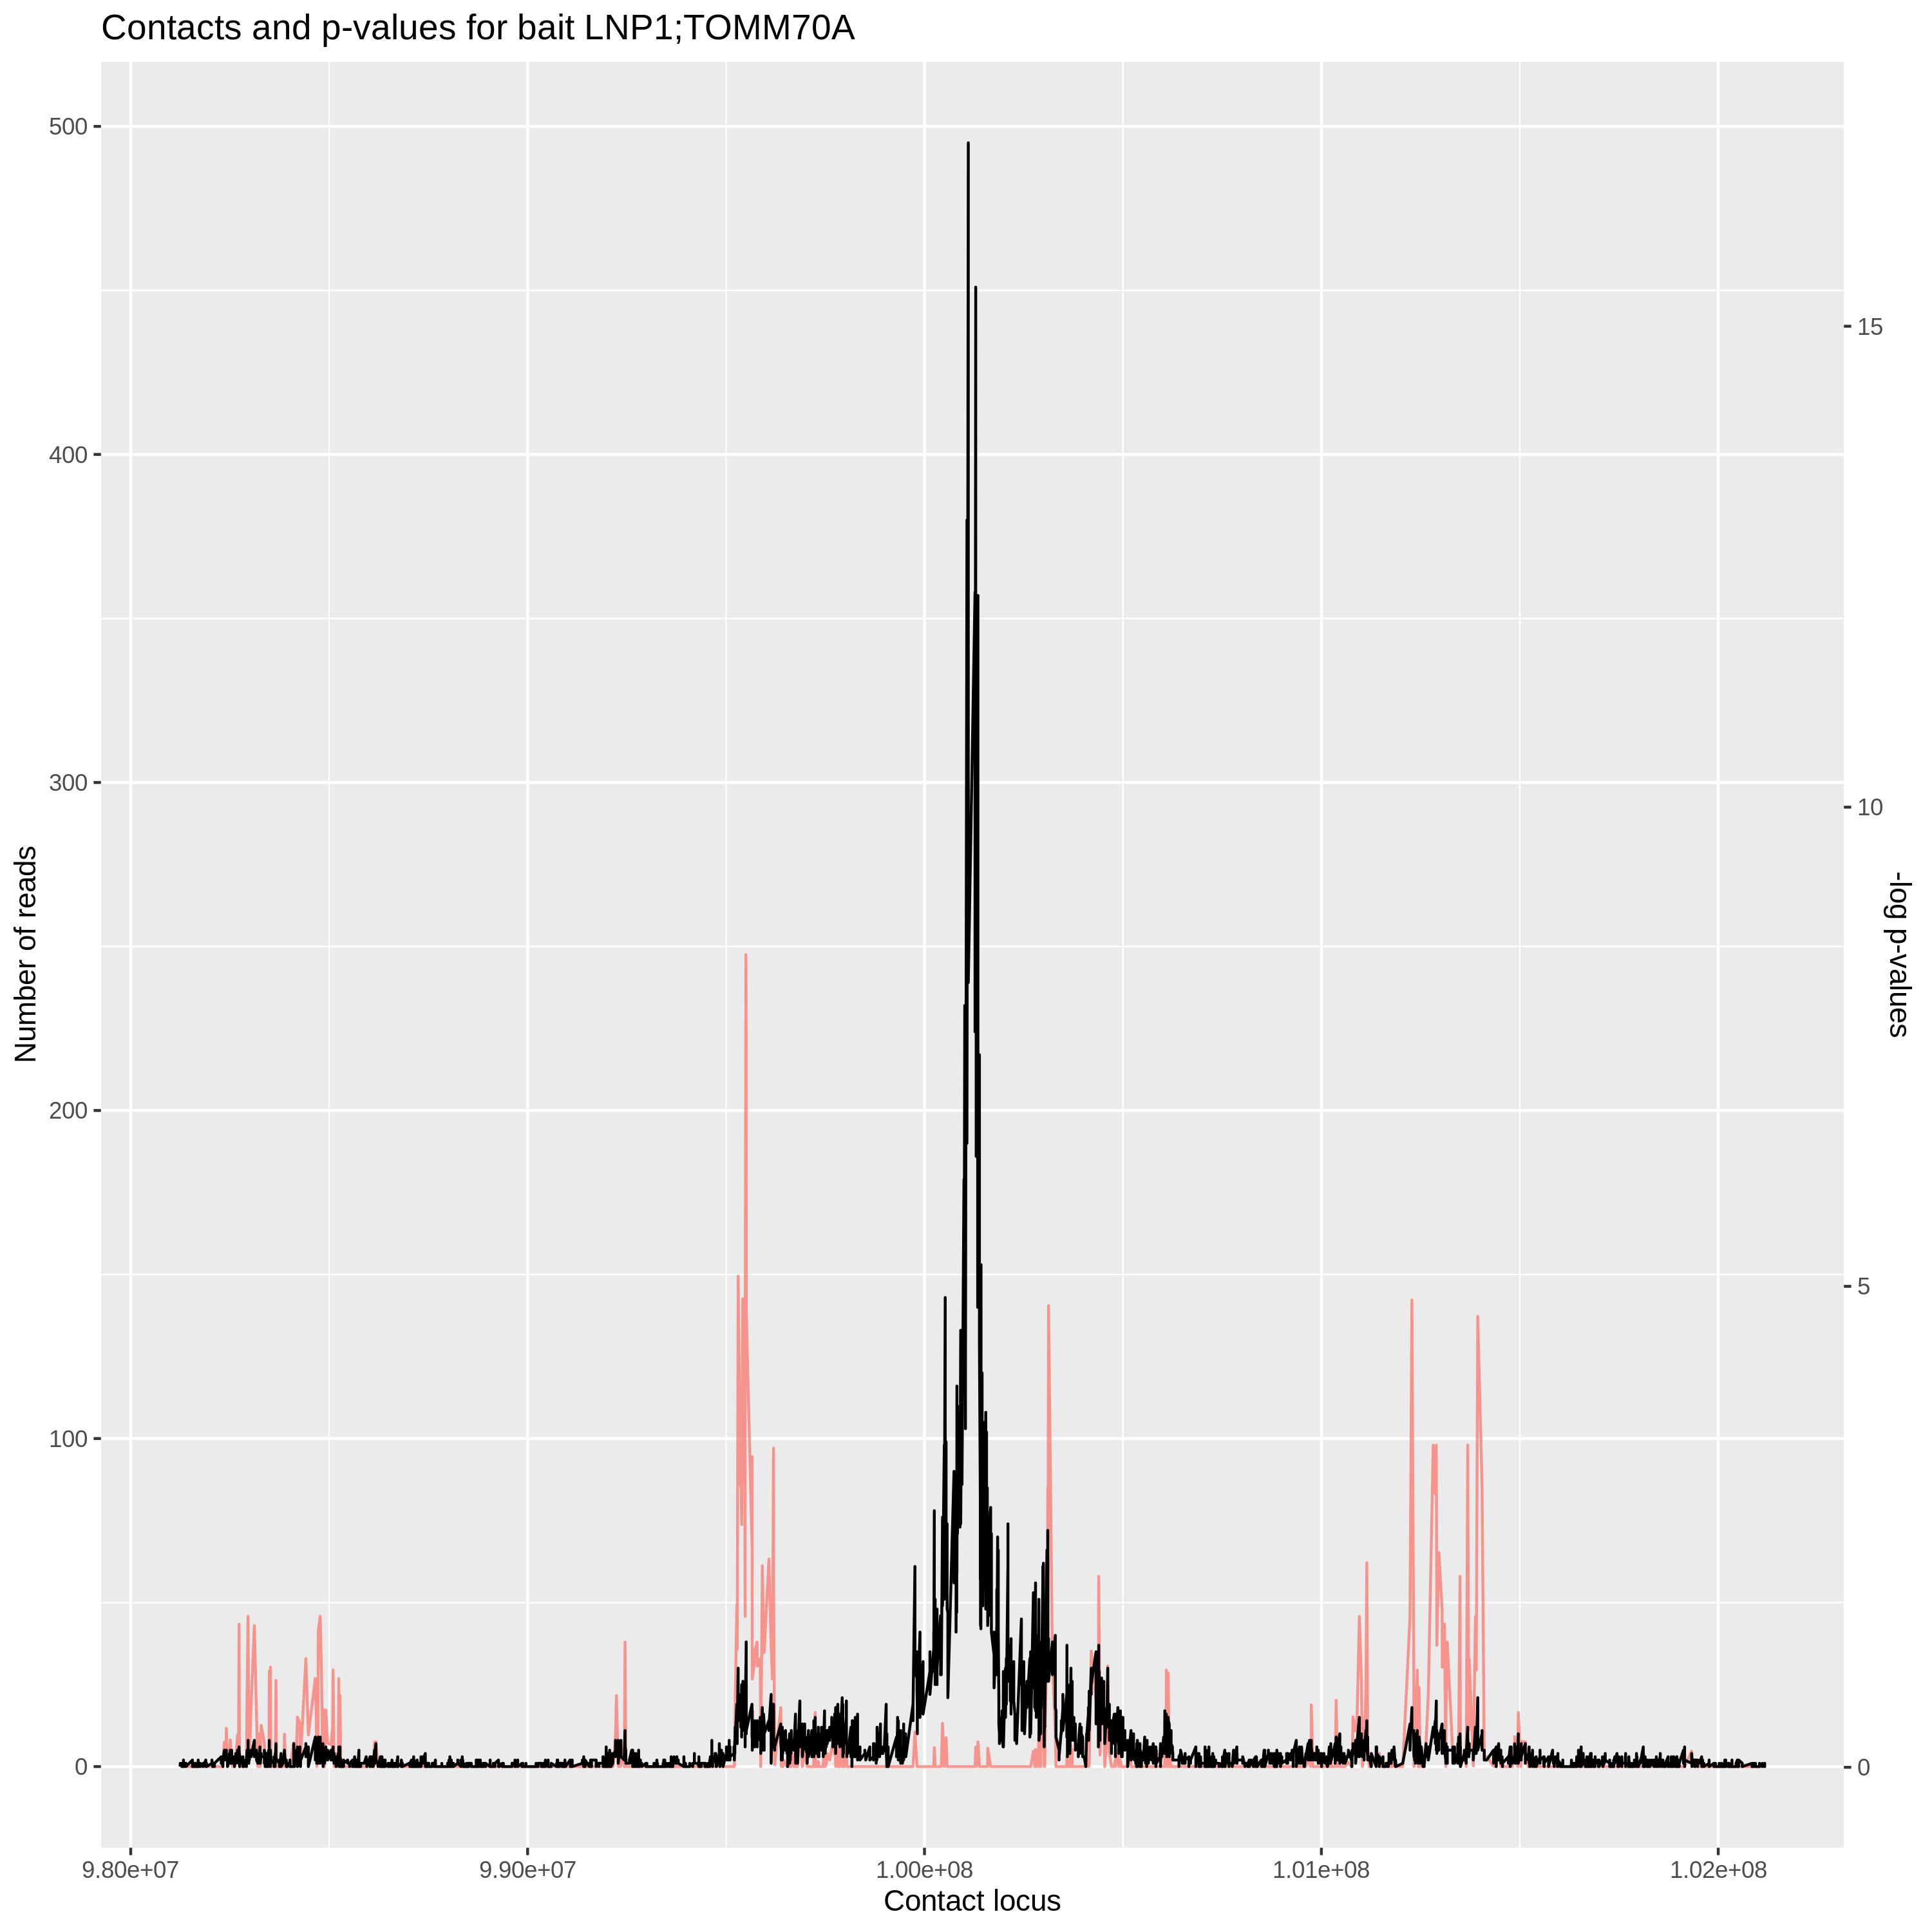 Contacts and p-values for bait LNP1;TOMM70A
500
400
300
200
100
0
Number of reads
15
10
5
0
-log p-values
9.80e+07
9.90e+07
1.00e+08
1.01e+08
1.02e+08
Contact locus